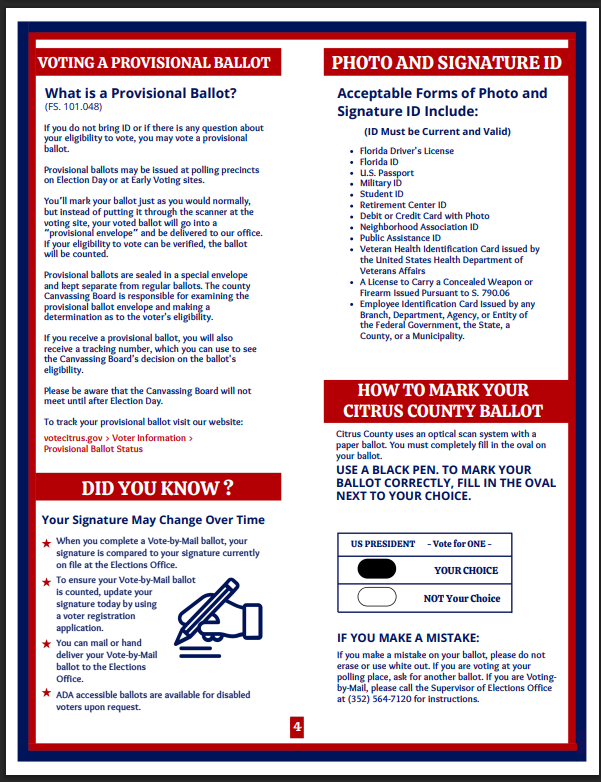 VOTING A PROVISIONAL BALLOT
What is a Provisional Ballot?
(FS. 101.048)
If you do not bring ID or if there is any question about
your eligibility to vote, you may vote a provisional
ballot.
Provisional ballots may be issued at polling precincts
on Election Day or at Early Voting sites.
You'll mark your ballot just as you would normally,
but instead of putting it through the scanner at the
voting site, your voted ballot will go into a
"provisional envelope" and be delivered to our office.
If your eligibility to vote can be verified, the ballot
will be counted.
Provisional ballots are sealed in a special envelope
and kept separate from regular ballots. The county
Canvassing Board is responsible for examining the
provisional ballot envelope and making a
determination as to the voter's eligibility.
If you receive a provisional ballot, you will also
receive a tracking number, which you can use to see
the Canvassing Board's decision on the ballot's
eligibility.
Please be aware that the Canvassing Board will not
meet until after Election Day.
To track your provisional ballot visit our website:
votecitrus.gov > Voter Information >
Provisional Ballot Status
DID YOU KNOW ?
Your Signature May Change Over Time
When you complete a Vote-by-Mail ballot, your
signature is compared to your signature currently
on file at the Elections Office.
To ensure your Vote-by-Mail ballot
is counted, update your
signature today by using
a voter registration
application.
You can mail or hand
deliver your Vote-by-Mail
ballot to the Elections
Office.
ADA accessible ballots are available for disabled
voters upon request.
PHOTO AND SIGNATURE ID
Acceptable Forms of Photo and
Signature ID Include:
(ID Must be Current and Valid)
• Florida Driver's License
• Florida ID
• U.S. Passport
• Military ID
• Student ID
• Retirement Center ID
• Debit or Credit Card with Photo
• Neighborhood Association ID
• Public Assistance ID
• Veteran Health Identification Card issued by
the United States Health Department of
Veterans Affairs
• A License to Carry a Concealed Weapon or
Firearm Issued Pursuant to S. 790.06
• Employee Identification Card Issued by any
Branch, Department, Agency, or Entity of
the Federal Government, the State, a
County, or a Municipality.
HOW TO MARK YOUR
CITRUS COUNTY BALLOT
Citrus County uses an optical scan system with a
paper ballot. You must completely fill in the oval on
your ballot.
USE A BLACK PEN. TO MARK YOUR
BALLOT CORRECTLY, FILL IN THE OVAL
NEXT TO YOUR CHOICE.
US PRESIDENT - Vote for ONE -
YOUR CHOICE
NOT Your Choice
IF YOU MAKE A MISTAKE:
If you make a mistake on your ballot, please do not
erase or use white out. If you are voting at your
polling place, ask for another ballot. If you are Voting-
by-Mail, please call the Supervisor of Elections Office
at (352) 564-7120 for instructions.
4